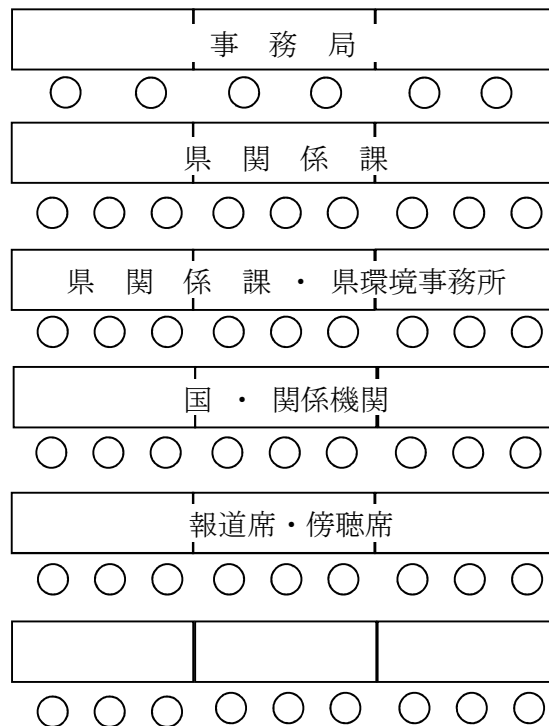 事　務　局
県　関　係　課
県　関　係　課　・　県環境事務所
国　・　関係機関
報道席・傍聴席